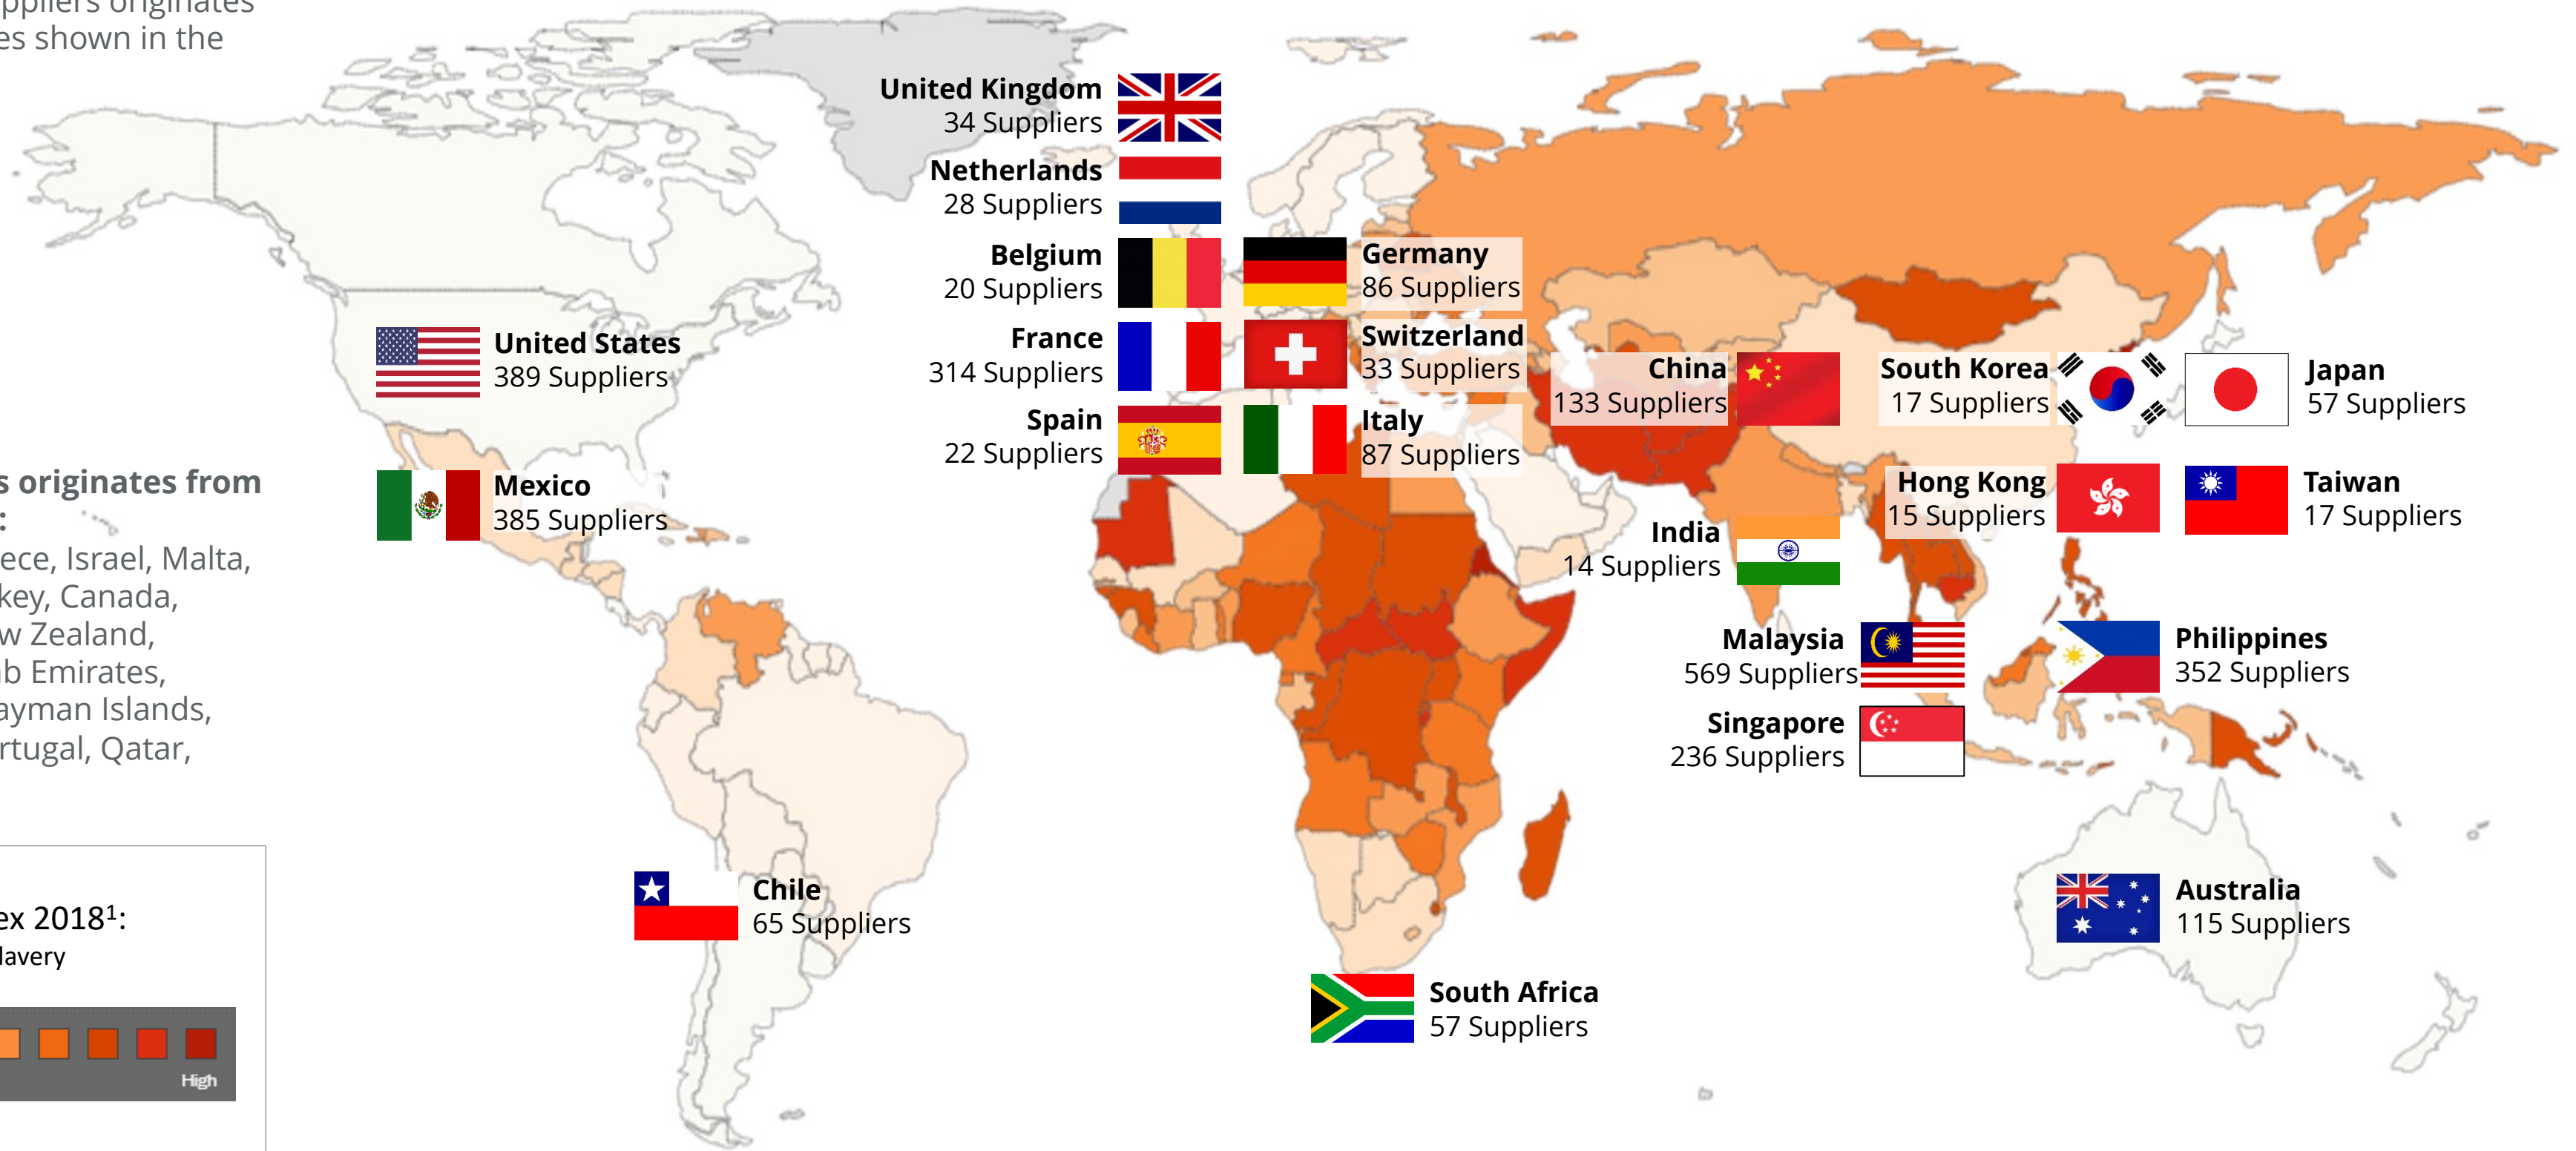 originates
es shown in the
United Kingdom
34 Suppliers
Netherlands
28 Suppliers
Belgium
20 Suppliers
Germany
86 Suppliers
France
314 Suppliers
Switzerland
33 Suppliers
Spain
22 Suppliers
Italy
87 Suppliers
United States
389 Suppliers
Mexico
385 Suppliers
China
133 Suppliers
South Korea
17 Suppliers
Japan
57 Suppliers
Hong Kong
15 Suppliers
Taiwan
17 Suppliers
India
14 Suppliers
Malaysia
569 Suppliers
Philippines
352 Suppliers
Singapore
236 Suppliers
Chile
65 Suppliers
Australia
115 Suppliers
South Africa
57 Suppliers
s originates from
:
ece, Israel, Malta,
key, Canada,
w Zealand,
ab Emirates,
ayman Islands,
rtugal, Qatar,
ex 2018¹:
lavery
High